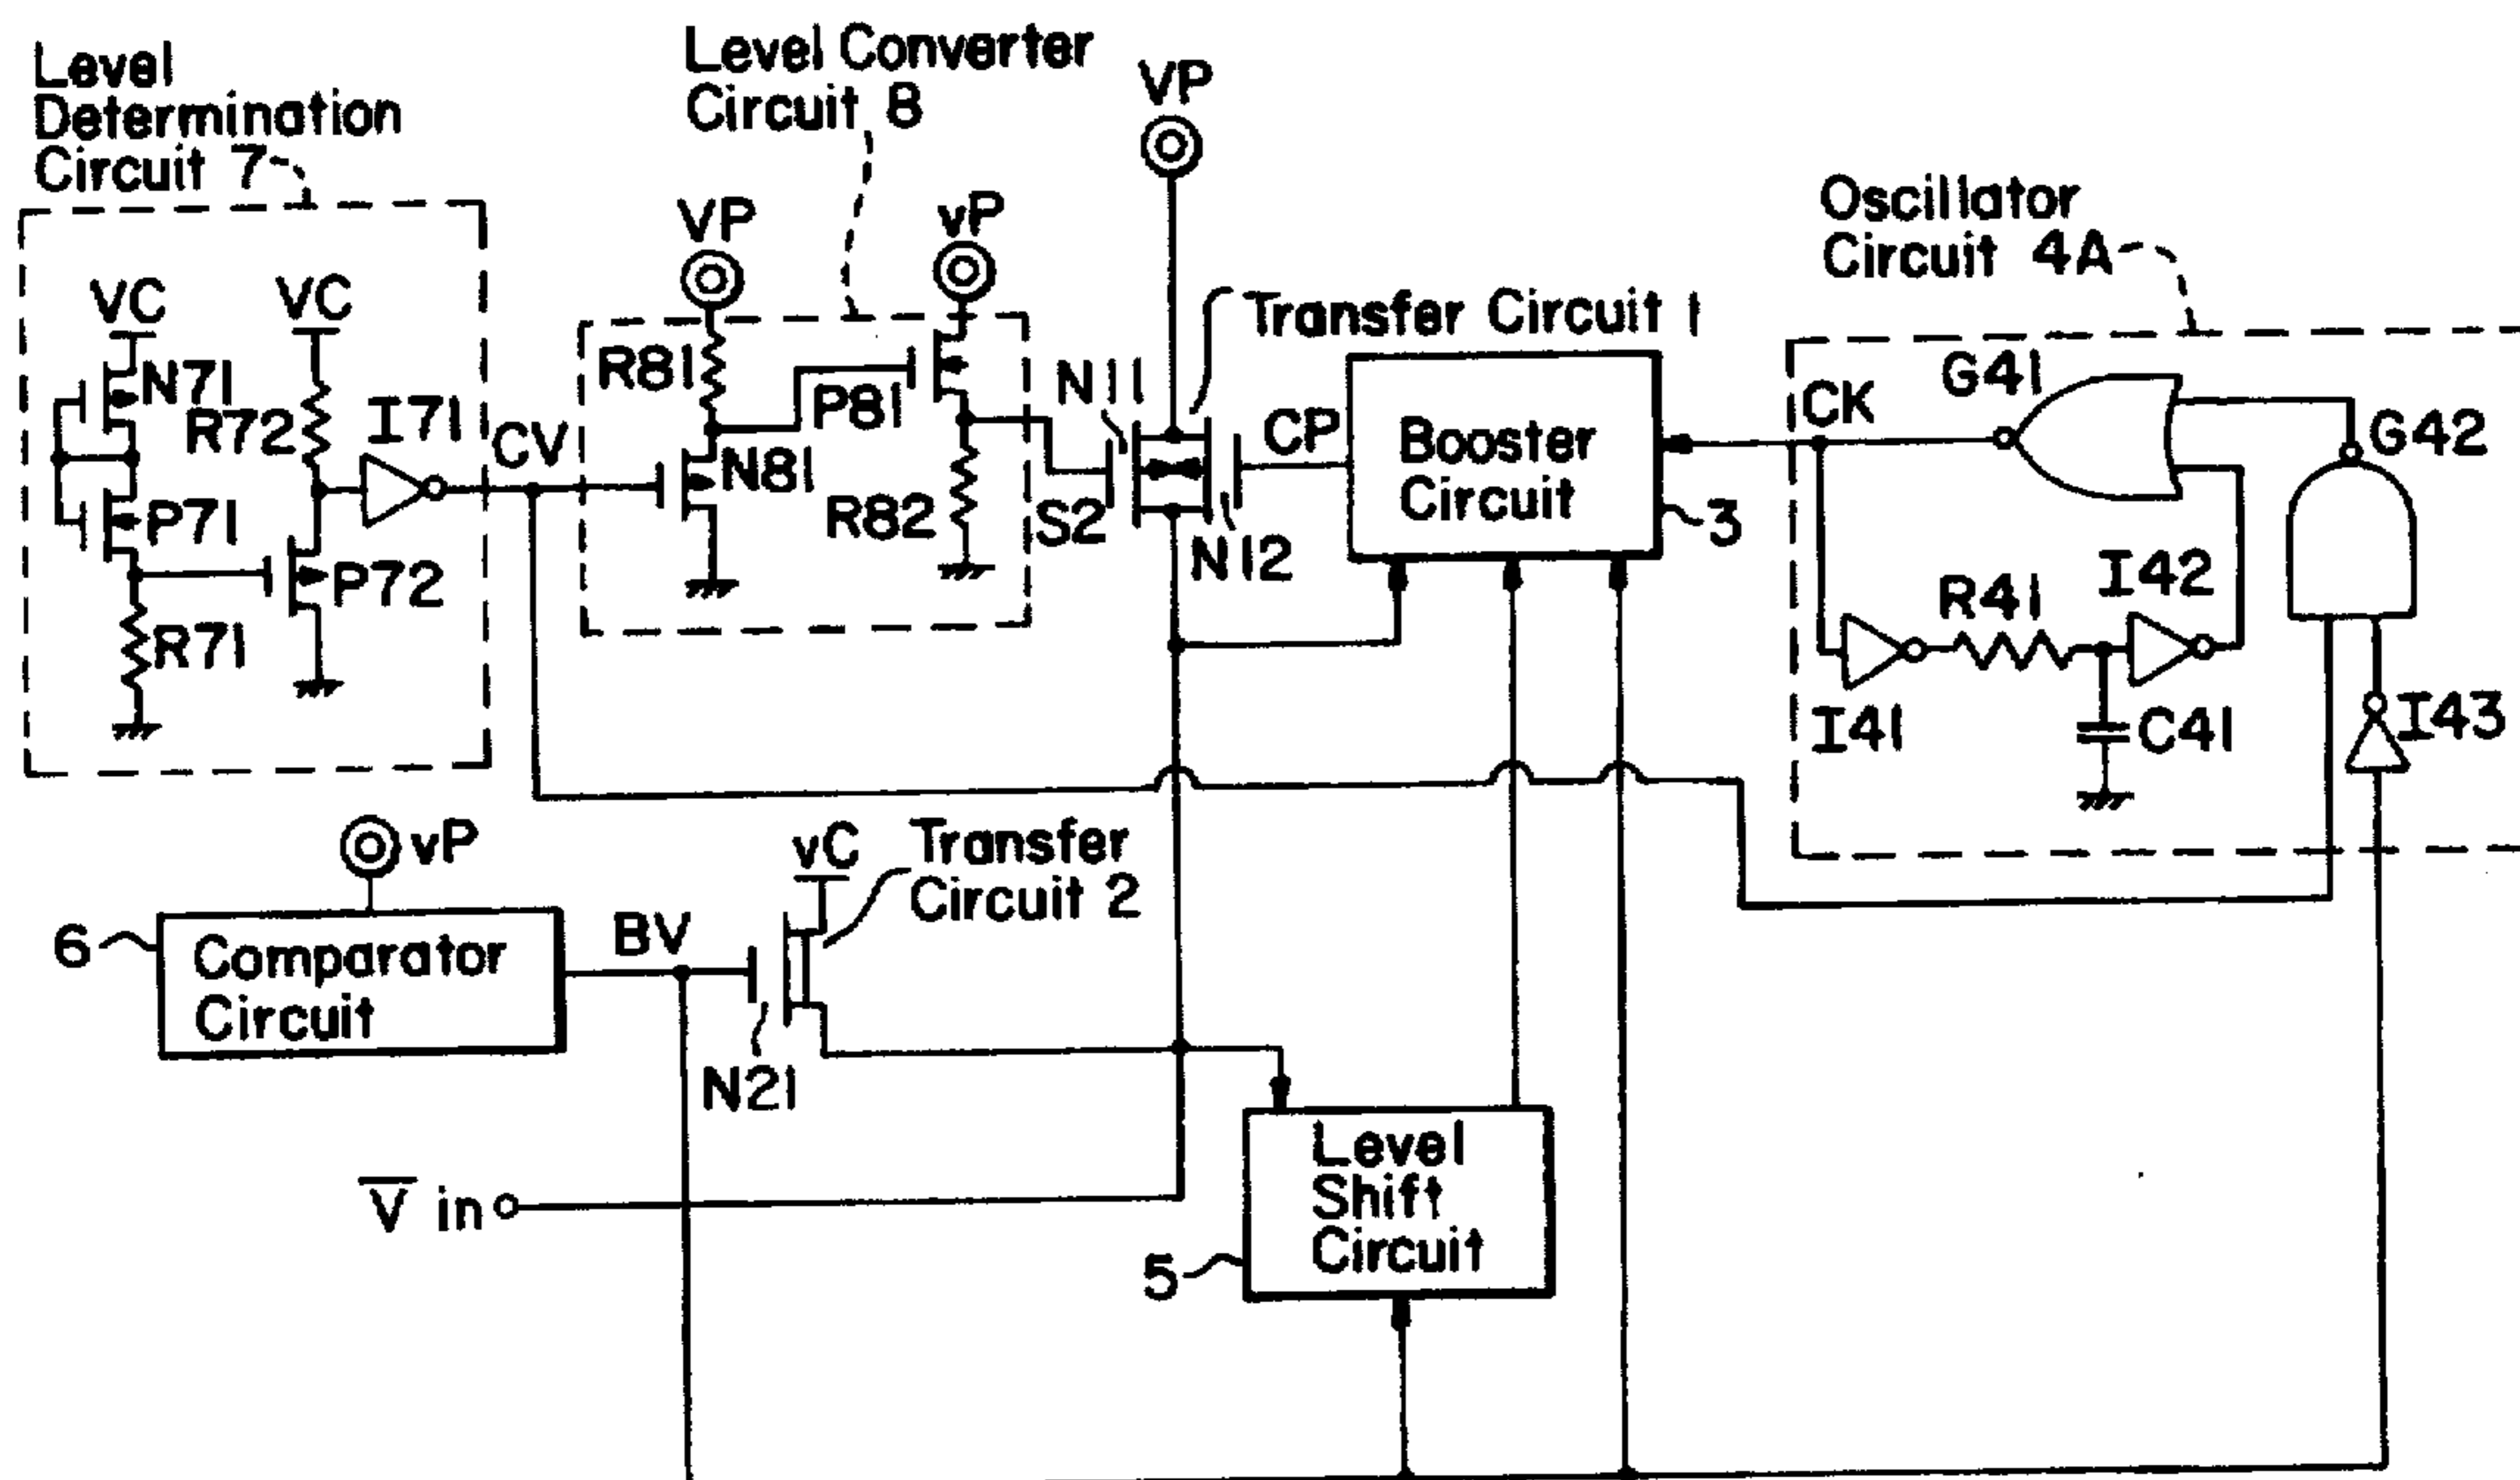 Level
Determination
Circuit 7
Level Converter
Circuit 8
VP
VP
vP
Oscillator
Circuit 4A
Transfer Circuit 1
VC
VC
N71
R72
I71
CV
P71
P72
R71
R81
P81
N81
R82
S2
N11
N12
CP
Booster
Circuit
3
CK
G41
G42
I42
R41
I41
C41
I43
vP
6
Comparator
Circuit
BV
vC
Transfer
Circuit 2
N21
V̅ in
Level
Shift
Circuit
5